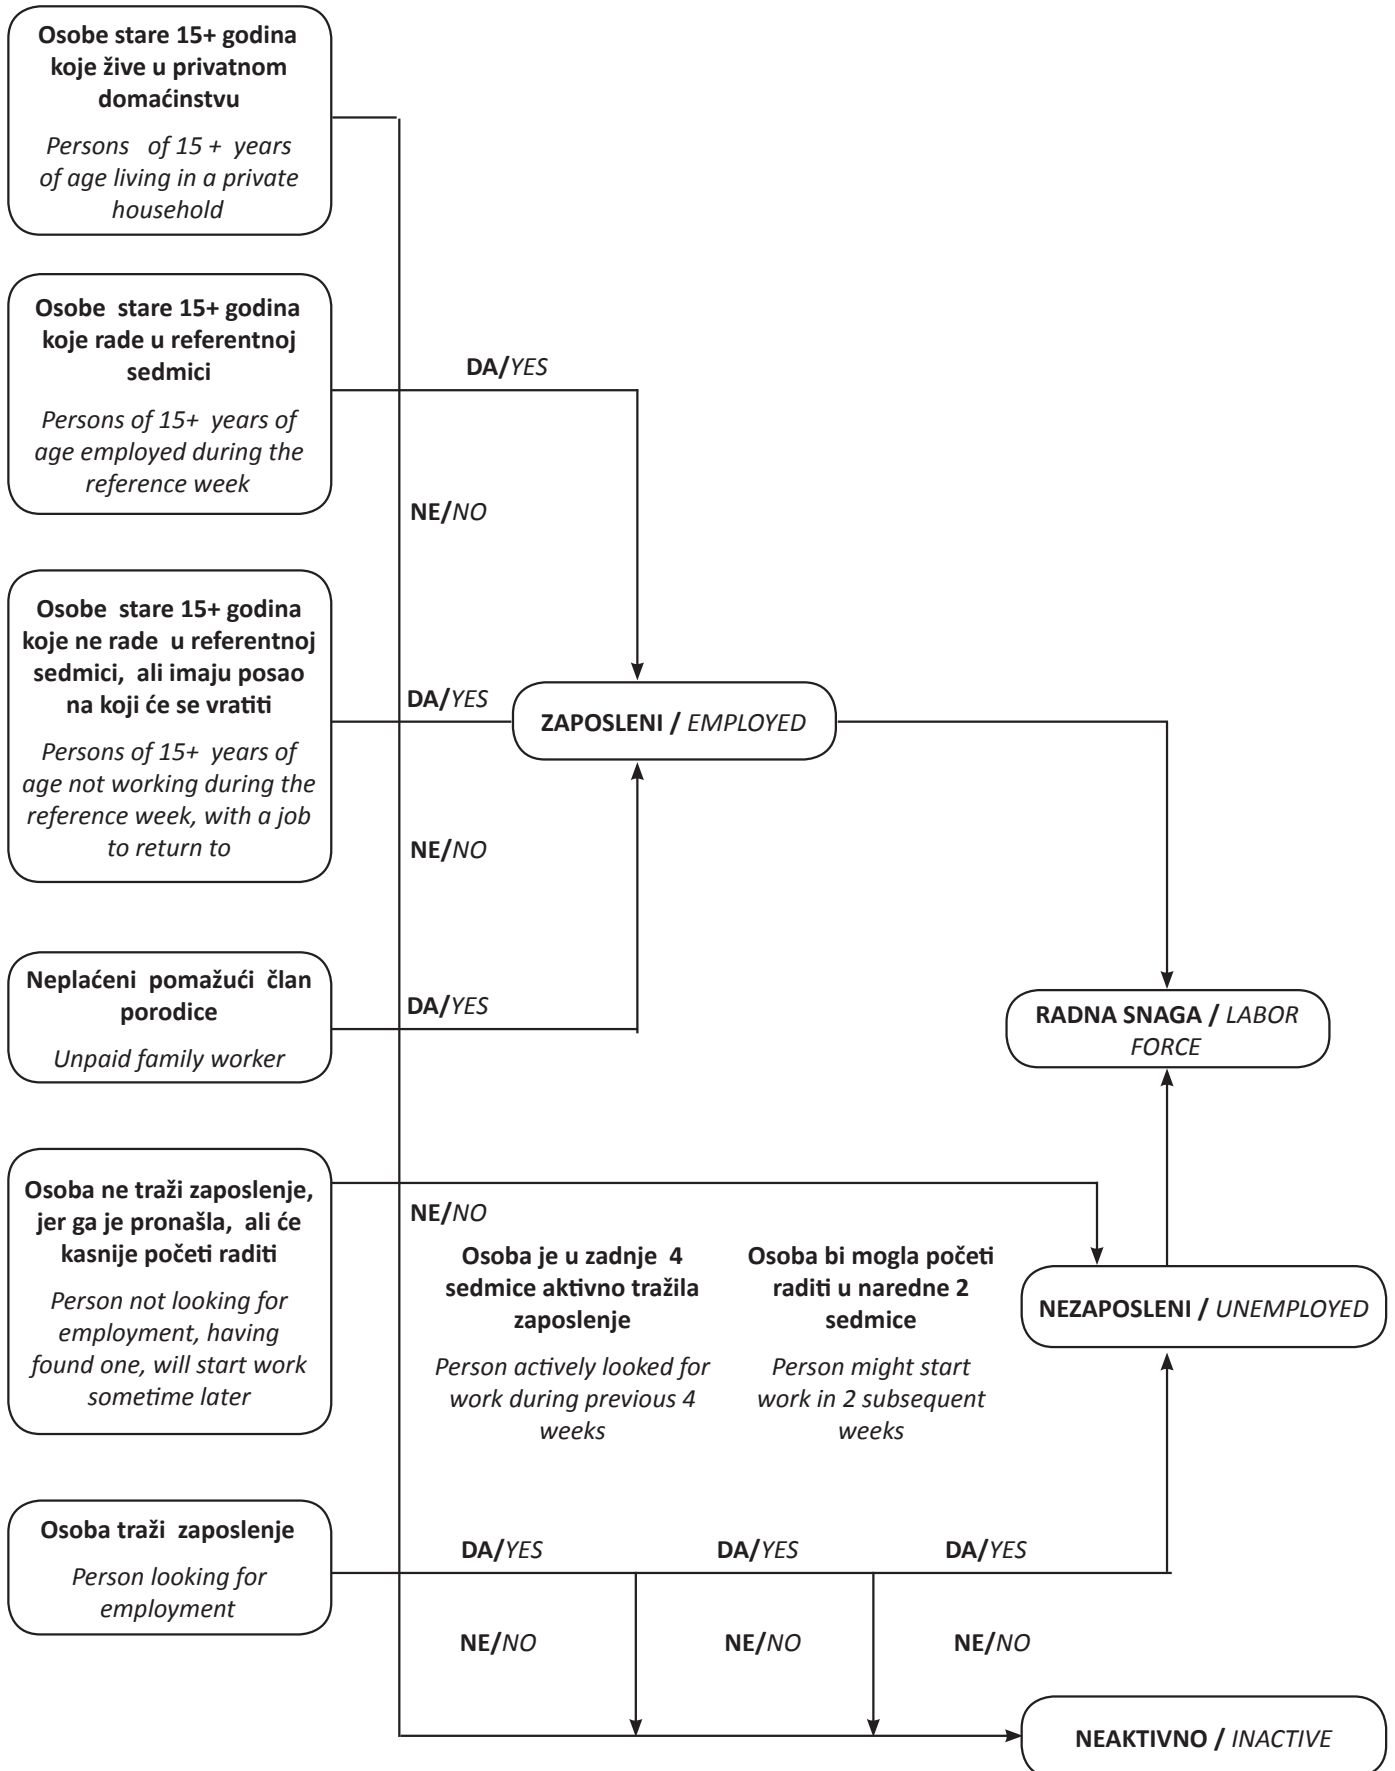 Osobe stare 15+ godina
koje žive u privatnom
domaćinstvu
Persons of 15 + years
of age living in a private
household
Osobe stare 15+ godina
koje rade u referentnoj
sedmici
Persons of 15+ years of
age employed during the
reference week
DA/YES
NE/NO
Osobe stare 15+ godina
koje ne rade u referentnoj
sedmici, ali imaju posao
na koji će se vratiti
Persons of 15+ years of
age not working during the
reference week, with a job
to return to
DA/YES
ZAPOSLENI / EMPLOYED
NE/NO
Neplaćeni pomažući član
porodice
Unpaid family worker
DA/YES
RADNA SNAGA / LABOR
FORCE
Osoba ne traži zaposlenje,
jer ga je pronašla, ali će
kasnije početi raditi
Person not looking for
employment, having
found one, will start work
sometime later
NE/NO
Osoba je u zadnje 4
sedmice aktivno tražila
zaposlenje
Person actively looked for
work during previous 4
weeks
Osoba bi mogla početi
raditi u naredne 2
sedmice
Person might start
work in 2 subsequent
weeks
NEZAPOSLENI / UNEMPLOYED
Osoba traži zaposlenje
Person looking for
employment
DA/YES
DA/YES
DA/YES
NE/NO
NE/NO
NE/NO
NEAKTIVNO / INACTIVE